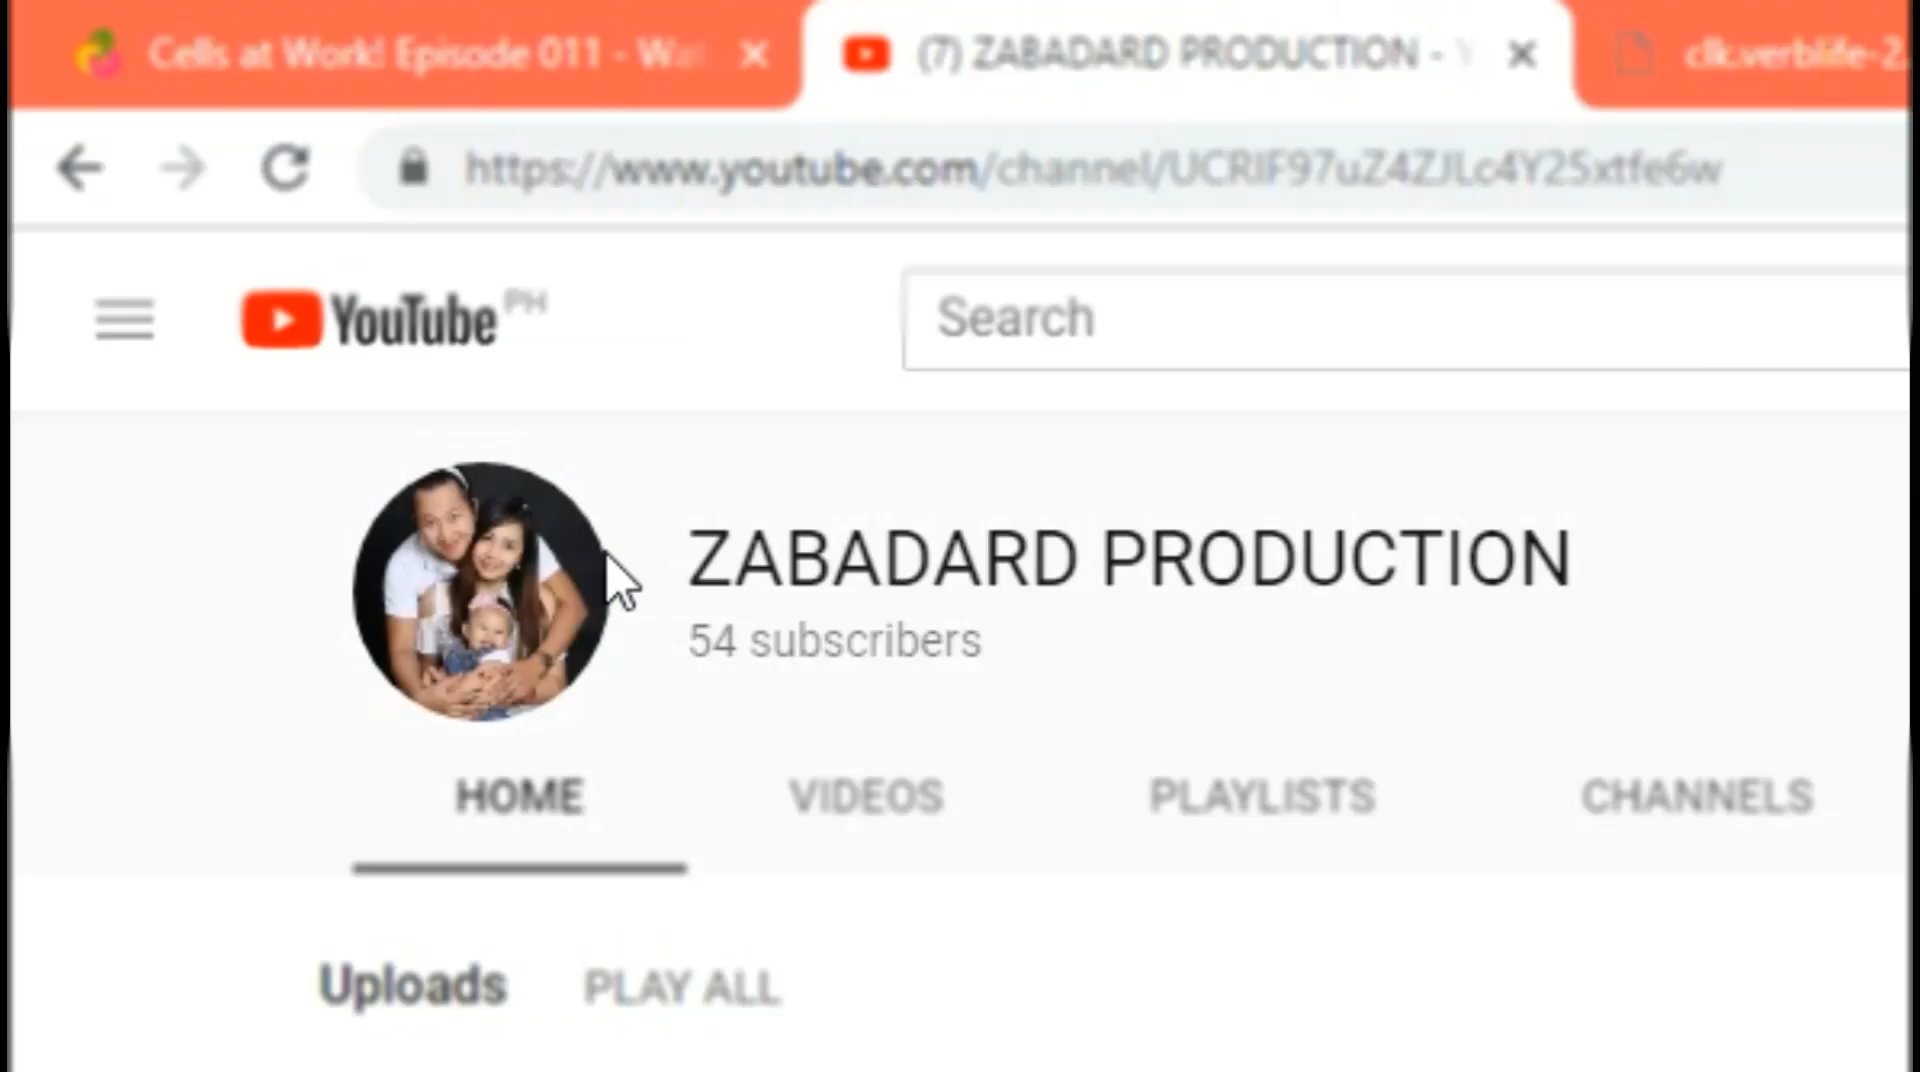 Cells at Work! Episode 011 - Wat
(7) ZABADARD PRODUCTION - Y
clk.verblife-2.
https://www.youtube.com/channel/UCRIF97uZ4ZJLc4Y25xtfe6w
YouTube PH
Search
ZABADARD PRODUCTION
54 subscribers
HOME
VIDEOS
PLAYLISTS
CHANNELS
Uploads
PLAY ALL